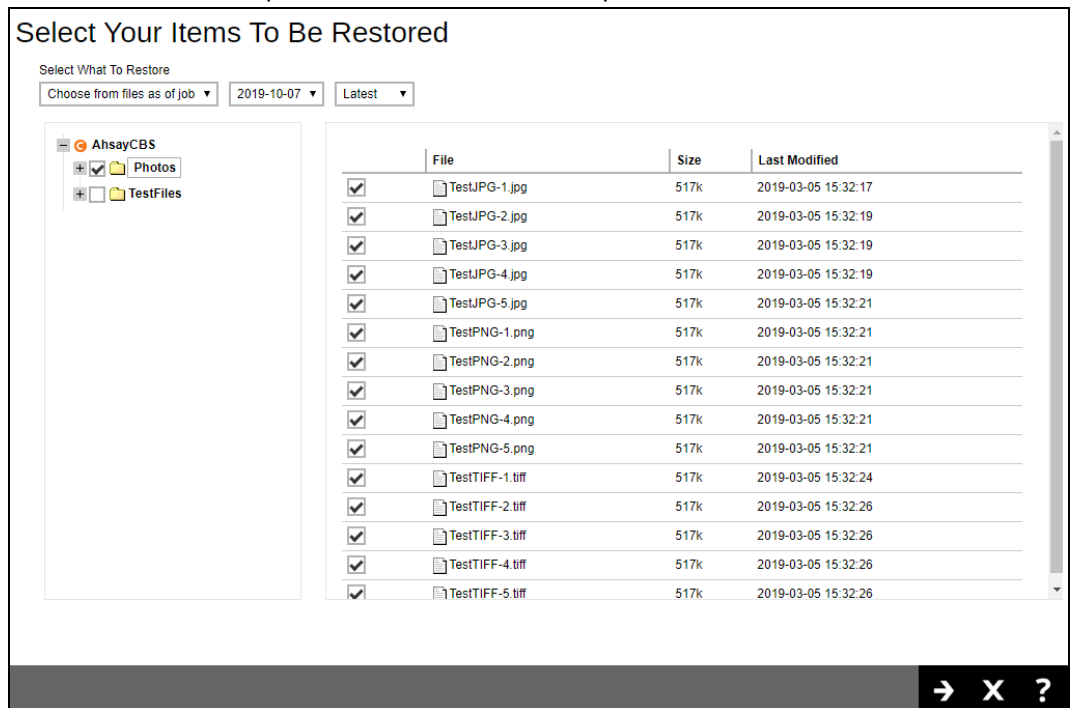 Select Your Items To Be Restored
Select What To Restore
Choose from files as of job ▼ 2019-10-07 ▼ Latest ▼
AhsayCBS
Photos
TestFiles
File Size Last Modified
TestJPG-1.jpg 517k 2019-03-05 15:32:17
TestJPG-2.jpg 517k 2019-03-05 15:32:19
TestJPG-3.jpg 517k 2019-03-05 15:32:19
TestJPG-4.jpg 517k 2019-03-05 15:32:19
TestJPG-5.jpg 517k 2019-03-05 15:32:21
TestPNG-1.png 517k 2019-03-05 15:32:21
TestPNG-2.png 517k 2019-03-05 15:32:21
TestPNG-3.png 517k 2019-03-05 15:32:21
TestPNG-4.png 517k 2019-03-05 15:32:21
TestPNG-5.png 517k 2019-03-05 15:32:21
TestTIFF-1.tiff 517k 2019-03-05 15:32:24
TestTIFF-2.tiff 517k 2019-03-05 15:32:26
TestTIFF-3.tiff 517k 2019-03-05 15:32:26
TestTIFF-4.tiff 517k 2019-03-05 15:32:26
TestTIFF-5.tiff 517k 2019-03-05 15:32:26
→ X ?